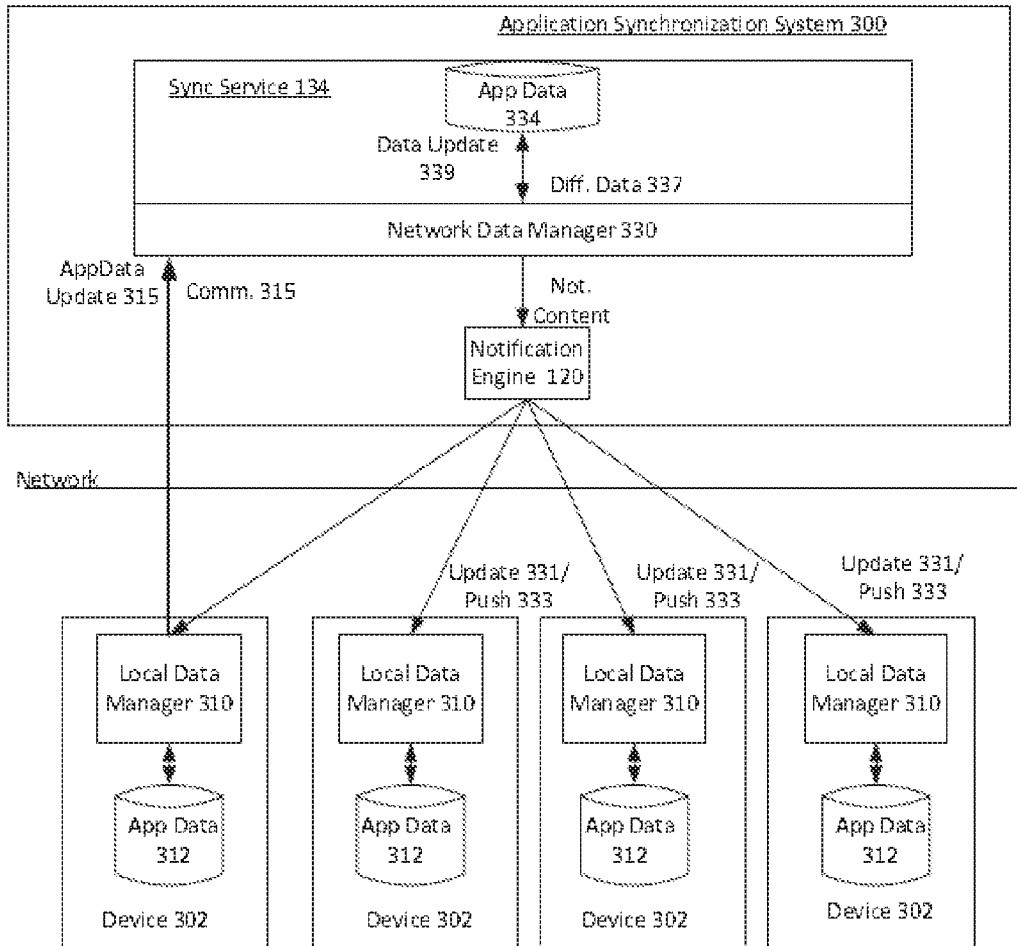 Application Synchronization System 300
Sync Service 134
App Data
334
Data Update
339
Diff. Data 337
Network Data Manager 330
AppData
Update 315
Comm. 315
Not.
Content
Notification
Engine 120
Network
Update 331/
Push 333
Update 331/
Push 333
Update 331/
Push 333
Local Data
Manager 310
Local Data
Manager 310
Local Data
Manager 310
Local Data
Manager 310
App Data
312
App Data
312
App Data
312
App Data
312
Device 302
Device 302
Device 302
Device 302